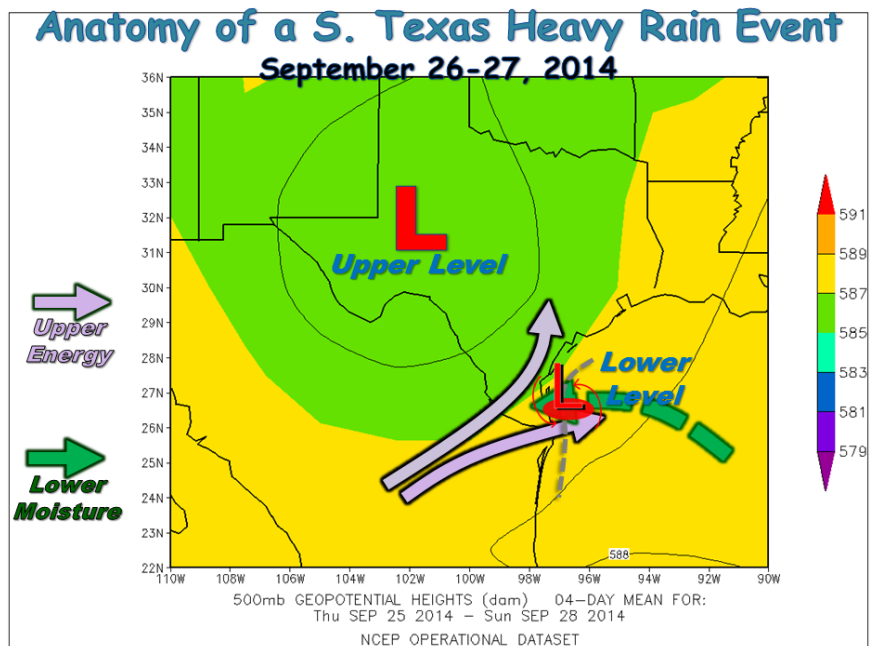 Anatomy of a S. Texas Heavy Rain Event
September 26-27, 2014
36N
35N
34N
33N
32N
31N
30N
29N
28N
27N
26N
25N
24N
23N
22N
110W 108W 106W 104W 102W 100W 98W 96W 94W 92W 90W
L
Upper Level
L
Lower
Level
588
Upper
Energy
Lower
Moisture
591
589
587
585
583
581
579
500mb GEOPOTENTIAL HEIGHTS (dam) 04-DAY MEAN FOR:
Thu SEP 25 2014 - Sun SEP 28 2014
NCEP OPERATIONAL DATASET